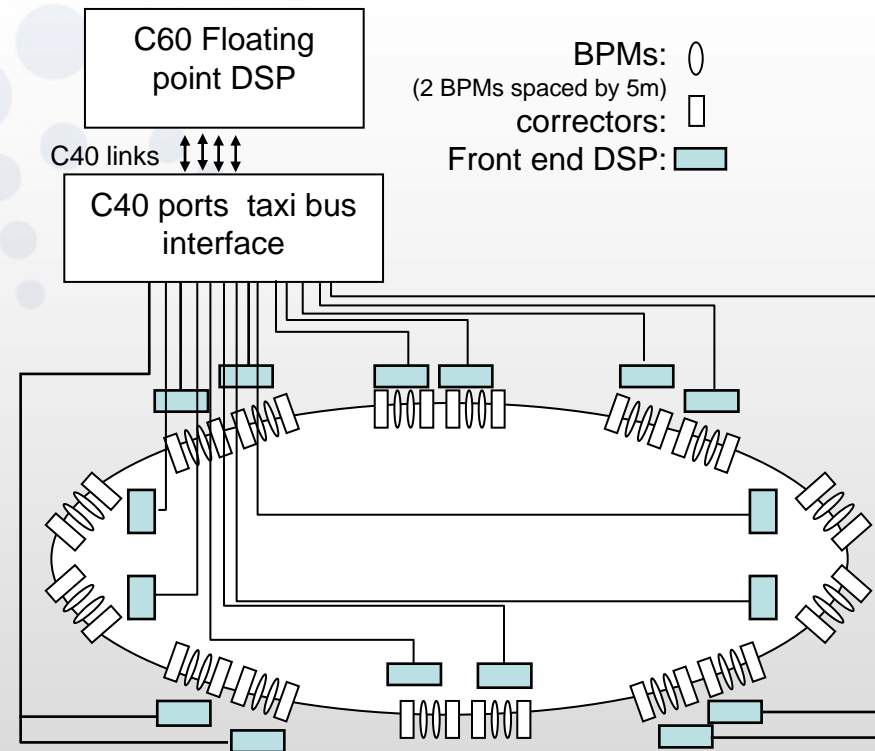 C60 Floating
point DSP
BPMs:
(2 BPMs spaced by 5m)
correctors:
Front end DSP:
C40 links
C40 ports taxi bus
interface